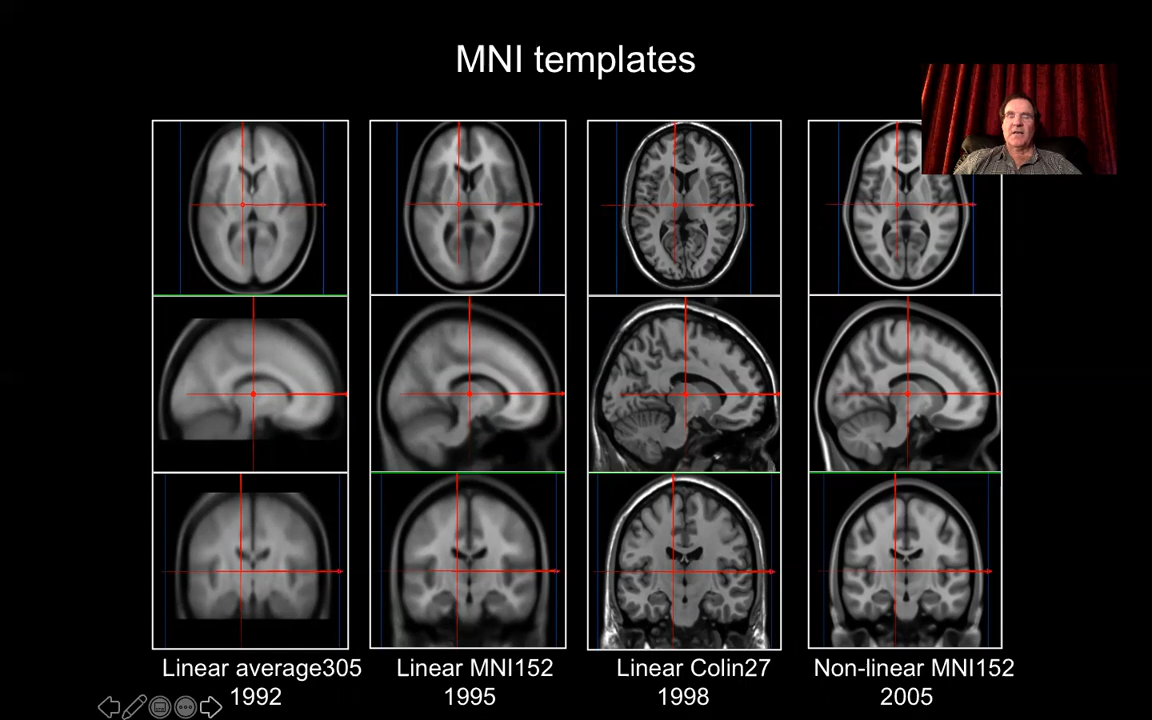 MNI templates
Linear average305
1992
Linear MNI152
1995
Linear Colin27
1998
Non-linear MNI152
2005